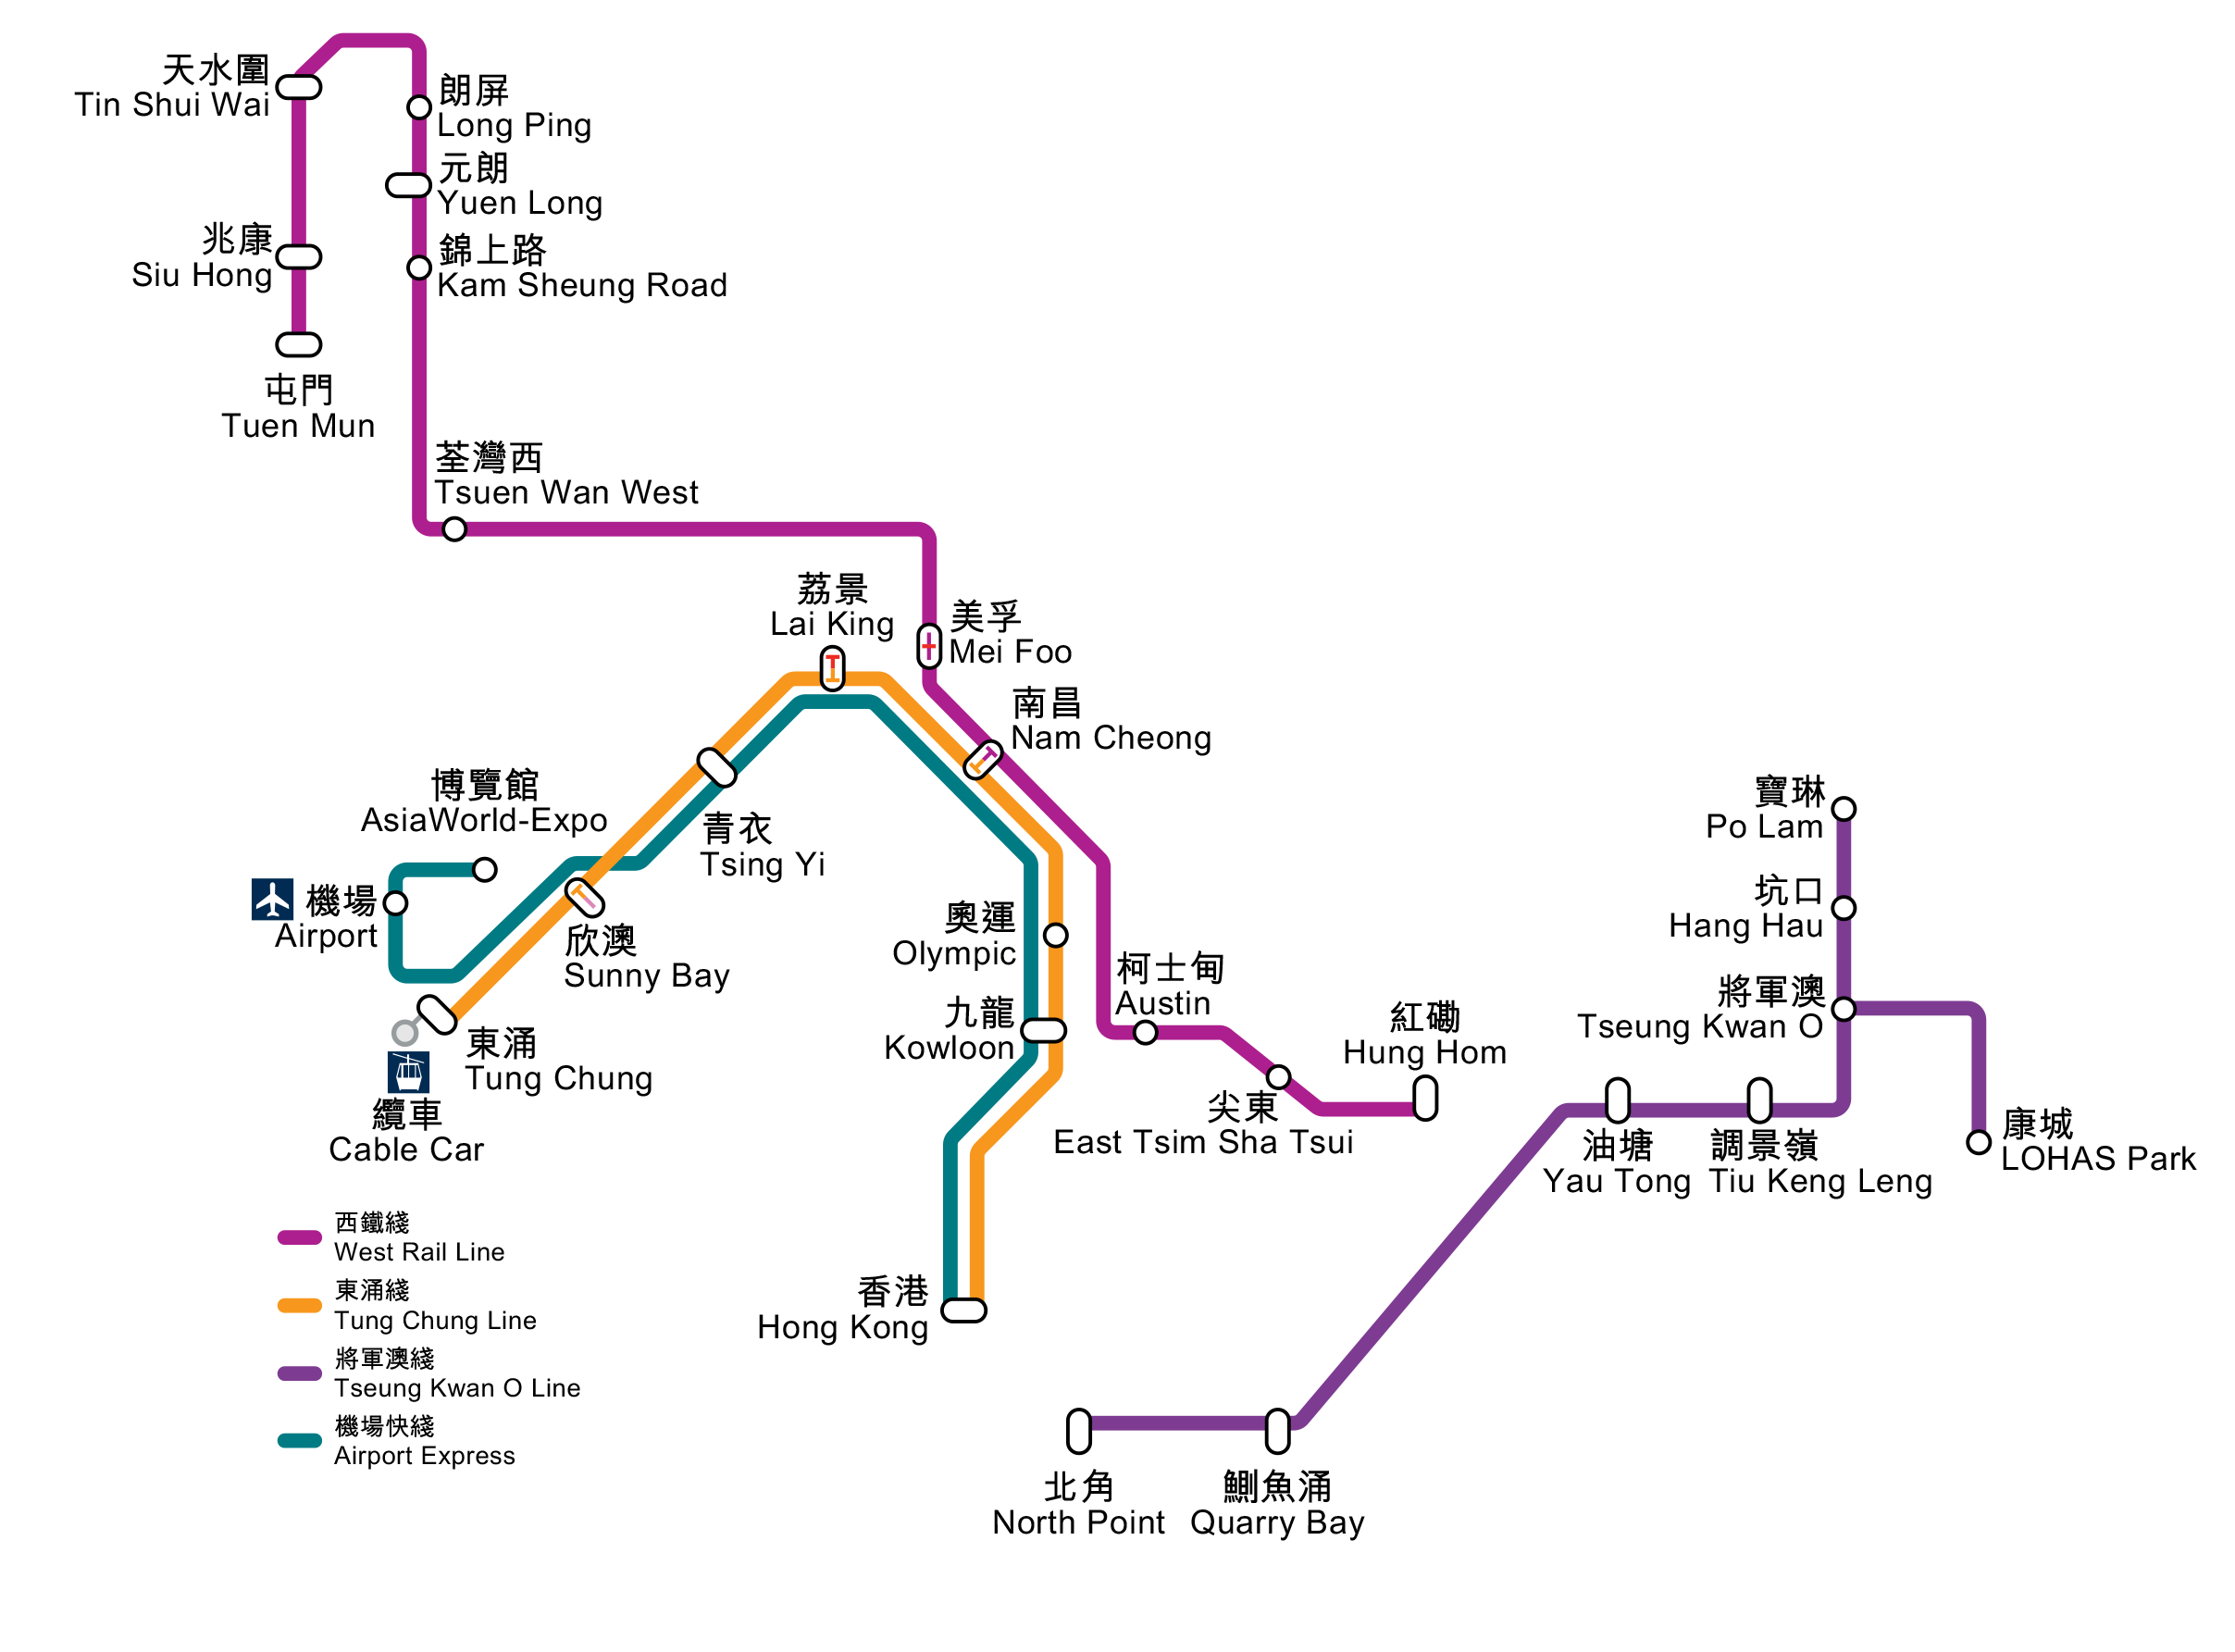 天水圍
Tin Shui Wai
朗屏
Long Ping
元朗
Yuen Long
兆康
Siu Hong
錦上路
Kam Sheung Road
屯門
Tuen Mun
荃灣西
Tsuen Wan West
荔景
Lai King
美孚
Mei Foo
南昌
Nam Cheong
博覽館
AsiaWorld-Expo
青衣
Tsing Yi
寶琳
Po Lam
機場
Airport
坑口
Hang Hau
奧運
Olympic
欣澳
Sunny Bay
柯士甸
Austin
將軍澳
Tseung Kwan O
九龍
Kowloon
紅磡
Hung Hom
東涌
Tung Chung
纜車
Cable Car
尖東
East Tsim Sha Tsui
油塘
Yau Tong
調景嶺
Tiu Keng Leng
康城
LOHAS Park
西鐵綫
West Rail Line
東涌綫
Tung Chung Line
將軍澳綫
Tseung Kwan O Line
機場快綫
Airport Express
香港
Hong Kong
北角
North Point
鰂魚涌
Quarry Bay